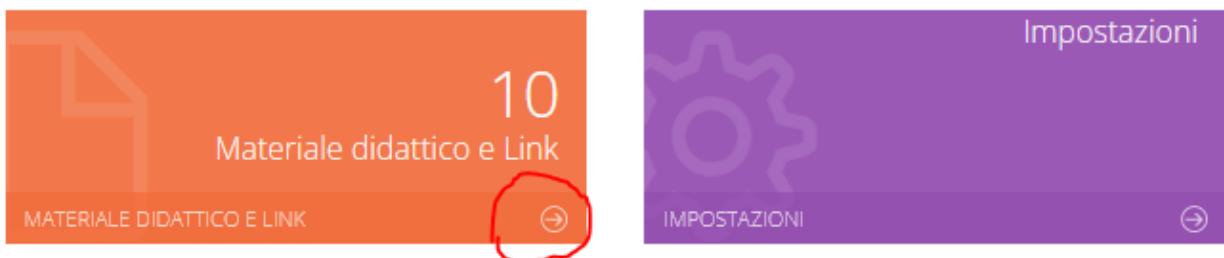 10
Materiale didattico e Link
MATERIALE DIDATTICO E LINK
Impostazioni
IMPOSTAZIONI